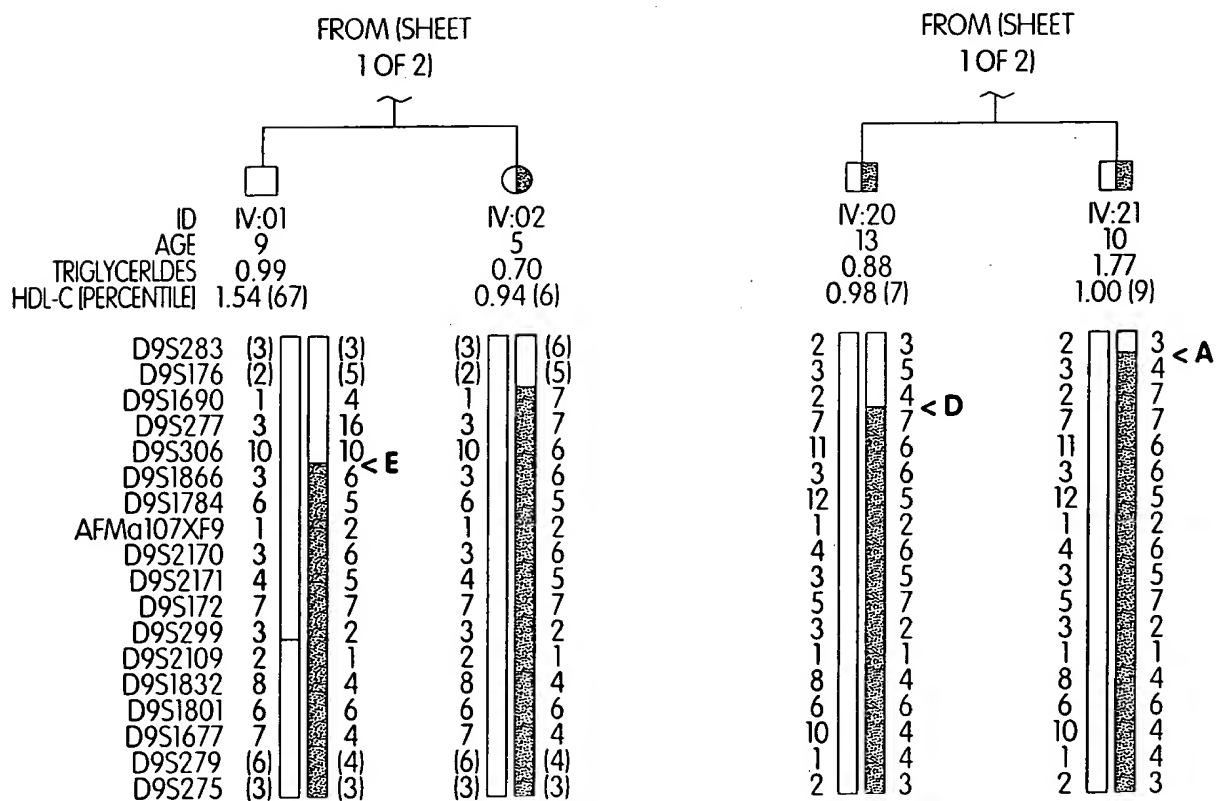 FROM (SHEET FROM (SHEET
1 OF 2) 1 OF 2)
ID IV:01 IV:02 IV:20 IV:21
AGE 9 5 13 10
TRIGLYCERLDES 0.99 0.70 0.88 1.77
HDL-C [PERCENTILE] 1.54 (67) 0.94 (6) 0.98 (7) 1.00 (9)
D9S283 (3) (3) (3) (6) 2 3 2 3 < A
D9S176 (2) (5) (2) (5) 3 5 3 4
D9S1690 1 4 1 7 2 4 < D 2 7
D9S277 3 16 3 7 7 7 7 7
D9S306 10 10 < E 10 6 11 6 11 6
D9S1866 3 6 3 6 3 6 3 6
D9S1784 6 5 6 5 12 5 12 5
AFMa107XF9 1 2 1 2 1 2 1 2
D9S2170 3 6 3 6 4 6 4 6
D9S2171 4 5 4 5 3 5 3 5
D9S172 7 7 7 7 5 7 5 7
D9S299 3 2 3 2 3 2 3 2
D9S2109 2 1 2 1 1 1 1 1
D9S1832 8 4 8 4 8 4 8 4
D9S1801 6 6 6 6 6 6 6 6
D9S1677 7 4 7 4 10 4 10 4
D9S279 (6) (4) (6) (4) 1 4 1 4
D9S275 (3) (3) (3) (3) 2 3 2 3